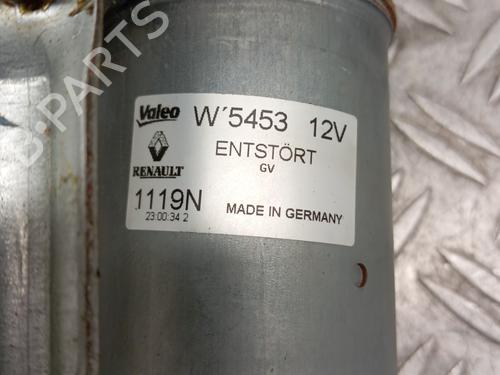 Valeo W'5453 12V
ENTSTÖRT
GV
RENAULT
1119N MADE IN GERMANY
23:00:34 2
B-PARTS